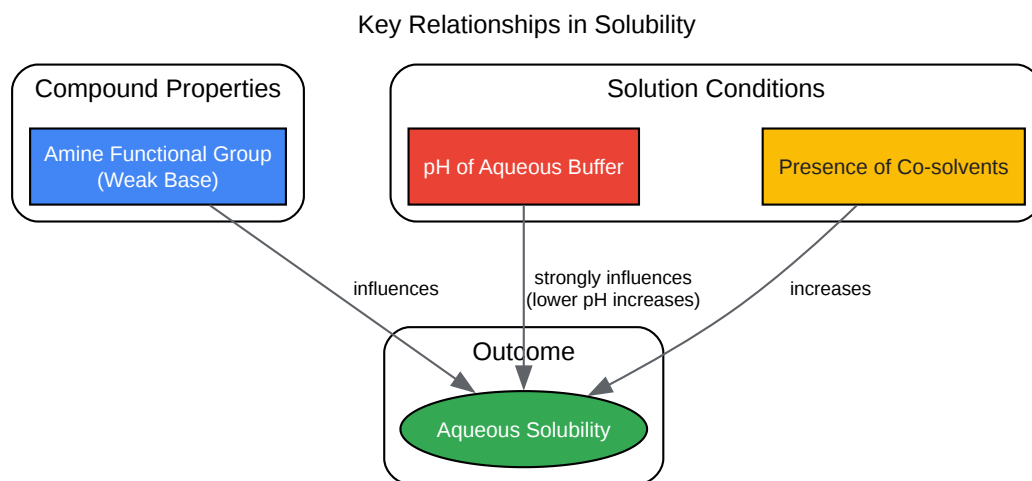 Key Relationships in Solubility
Compound Properties
Solution Conditions
Amine Functional Group
(Weak Base)
pH of Aqueous Buffer
Presence of Co-solvents
influences
strongly influences
(lower pH increases)
increases
Outcome
Aqueous Solubility